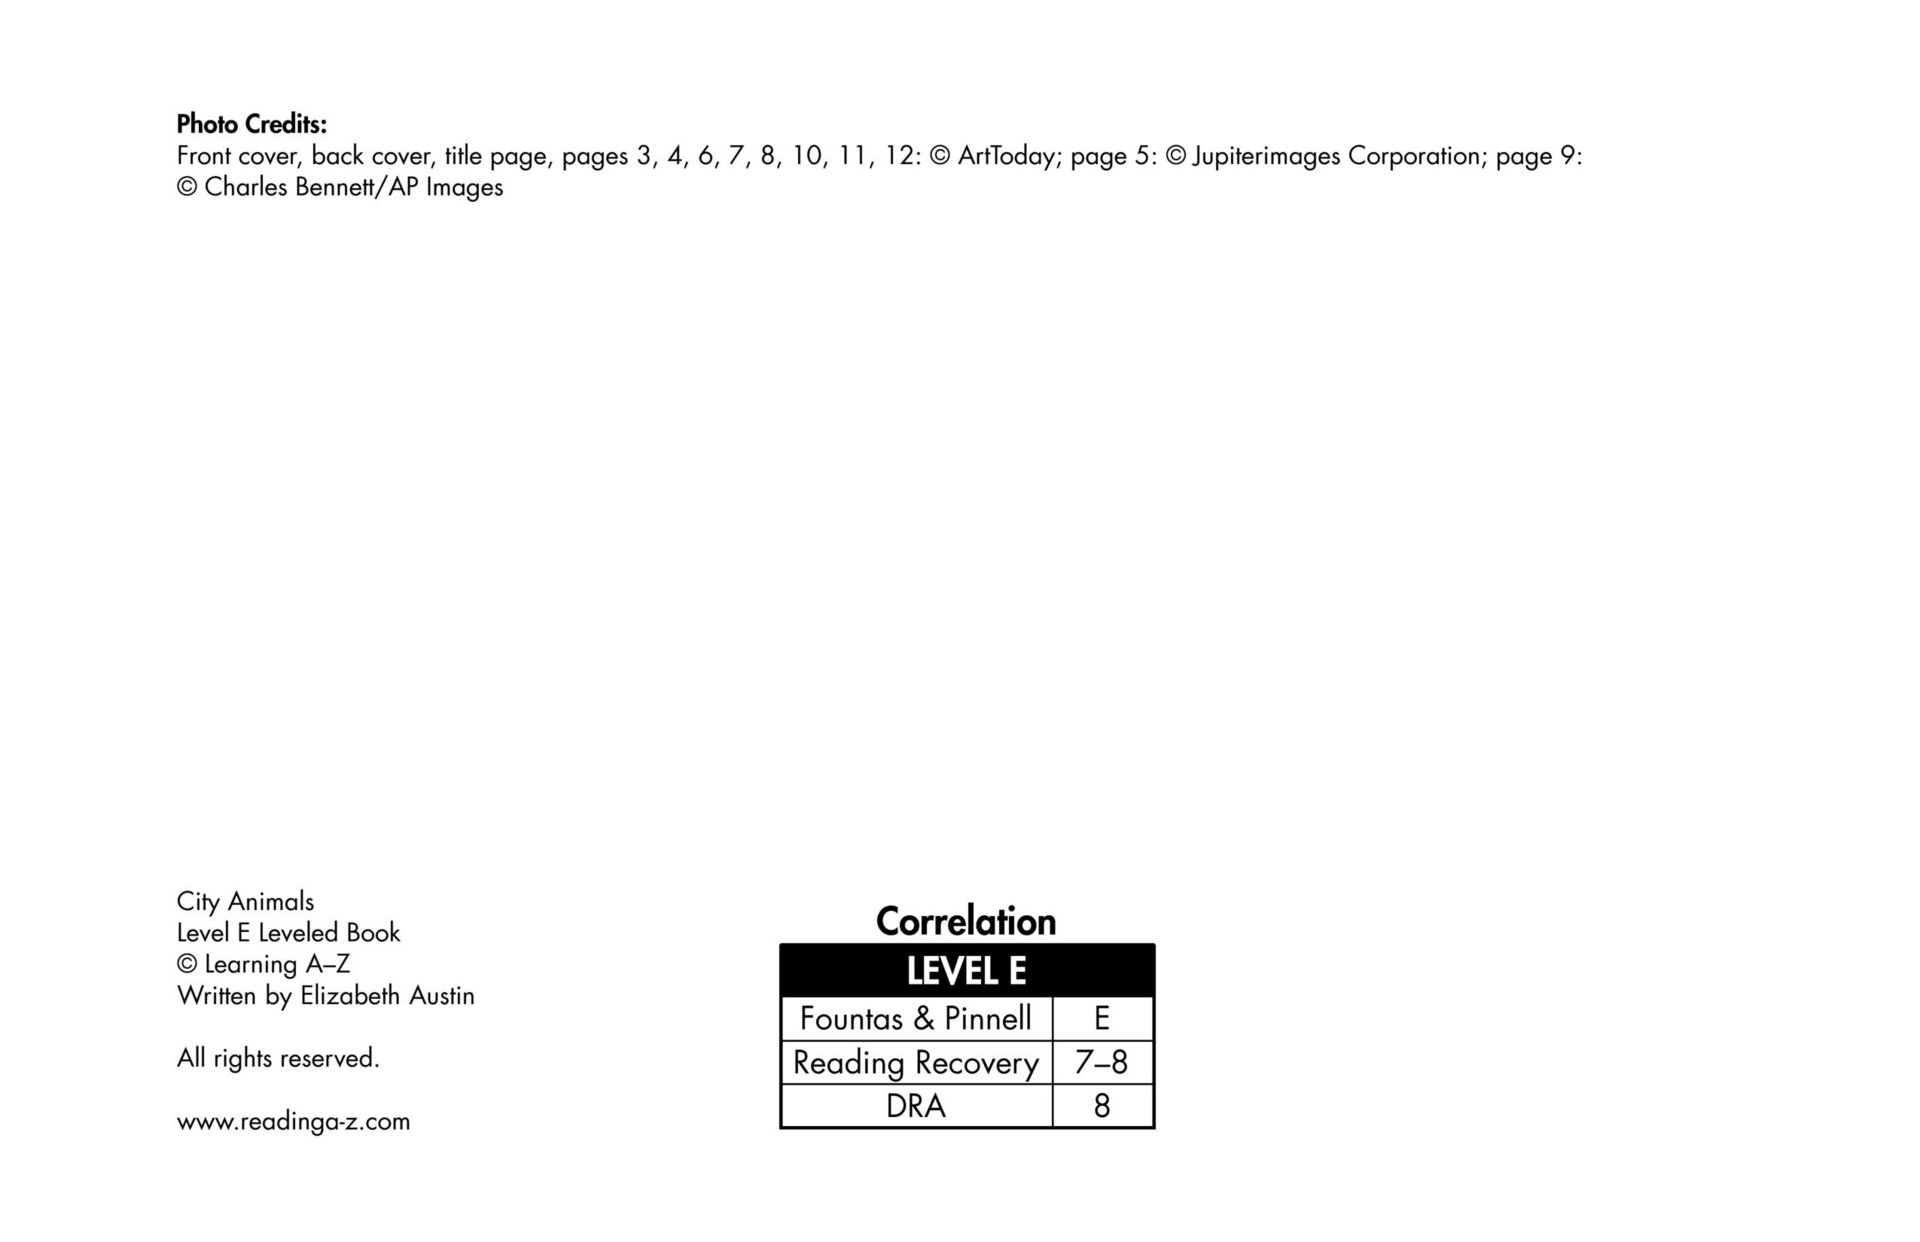 Photo Credits:
Front cover, back cover, title page, pages 3, 4, 6, 7, 8, 10, 11, 12: © ArtToday; page 5: © Jupiterimages Corporation; page 9:
© Charles Bennett/AP Images
City Animals
Level E Leveled Book
© Learning A–Z
Written by Elizabeth Austin
All rights reserved.
www.readinga-z.com
Correlation
LEVEL E
Fountas & Pinnell E
Reading Recovery 7–8
DRA 8